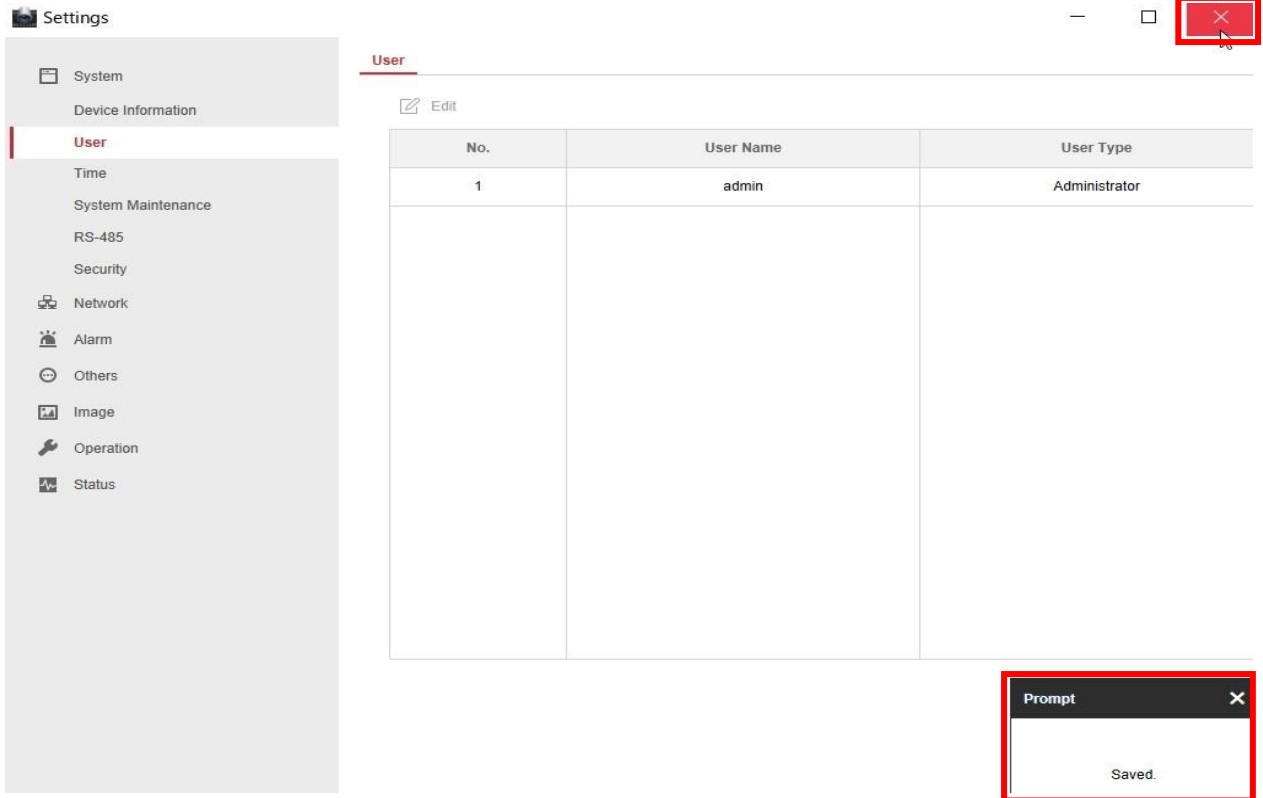 Settings
System
Device Information
User
Time
System Maintenance
RS-485
Security
Network
Alarm
Others
Image
Operation
Status
User
Edit
No. User Name User Type
1 admin Administrator
Prompt
Saved.